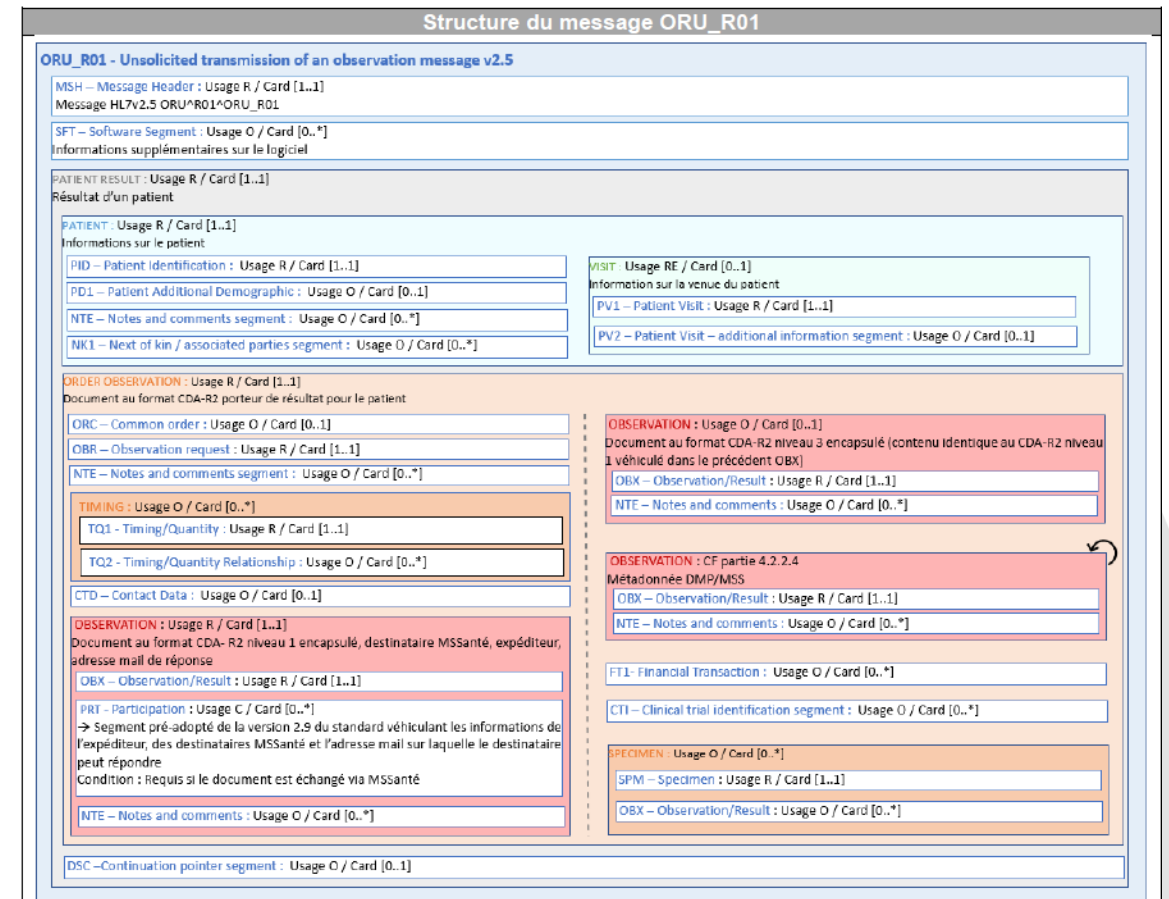 Structure du message ORU_R01
ORU_R01 - Unsolicited transmission of an observation message v2.5
MSH – Message Header : Usage R / Card [1..1]
Message HL7v2.5 ORU^R01^ORU_R01
SFT – Software Segment : Usage O / Card [0..*]
Informations supplémentaires sur le logiciel
PATIENT RESULT : Usage R / Card [1..1]
Résultat d'un patient
PATIENT : Usage R / Card [1..1]
Informations sur le patient
PID – Patient Identification : Usage R / Card [1..1]
PD1 – Patient Additional Demographic : Usage O / Card [0..1]
NTE – Notes and comments segment : Usage O / Card [0..*]
NK1 – Next of kin / associated parties segment : Usage O / Card [0..*]
VISIT : Usage RE / Card [0..1]
Information sur la venue du patient
PV1 – Patient Visit : Usage R / Card [1..1]
PV2 – Patient Visit – additional information segment : Usage O / Card [0..1]
ORDER OBSERVATION : Usage R / Card [1..1]
Document au format CDA-R2 porteur de résultat pour le patient
ORC – Common order : Usage O / Card [0..1]
OBR – Observation request : Usage R / Card [1..1]
NTE – Notes and comments segment : Usage O / Card [0..*]
TIMING : Usage O / Card [0..*]
TQ1 - Timing/Quantity : Usage R / Card [1..1]
TQ2 - Timing/Quantity Relationship : Usage O / Card [0..*]
CTD – Contact Data : Usage O / Card [0..1]
OBSERVATION : Usage R / Card [1..1]
Document au format CDA- R2 niveau 1 encapsulé, destinataire MSSanté, expéditeur,
adresse mail de réponse
OBX – Observation/Result : Usage R / Card [1..1]
PRT - Participation : Usage C / Card [0..*]
→ Segment pré-adopté de la version 2.9 du standard véhiculant les informations de
l'expéditeur, des destinataires MSSanté et l'adresse mail sur laquelle le destinataire
peut répondre
Condition : Requis si le document est échangé via MSSanté
NTE – Notes and comments : Usage O / Card [0..*]
OBSERVATION : Usage O / Card [0..1]
Document au format CDA-R2 niveau 3 encapsulé (contenu identique au CDA-R2 niveau
1 véhiculé dans le précédent OBX)
OBX – Observation/Result : Usage R / Card [1..1]
NTE – Notes and comments : Usage O / Card [0..*]
OBSERVATION : CF partie 4.2.2.4
Métadonnée DMP/MSS
OBX – Observation/Result : Usage R / Card [1..1]
NTE – Notes and comments : Usage O / Card [0..*]
FT1- Financial Transaction : Usage O / Card [0..*]
CTI – Clinical trial identification segment : Usage O / Card [0..*]
SPECIMEN : Usage O / Card [0..*]
SPM – Specimen : Usage R / Card [1..1]
OBX – Observation/Result : Usage O / Card [0..*]
DSC –Continuation pointer segment : Usage O / Card [0..1]